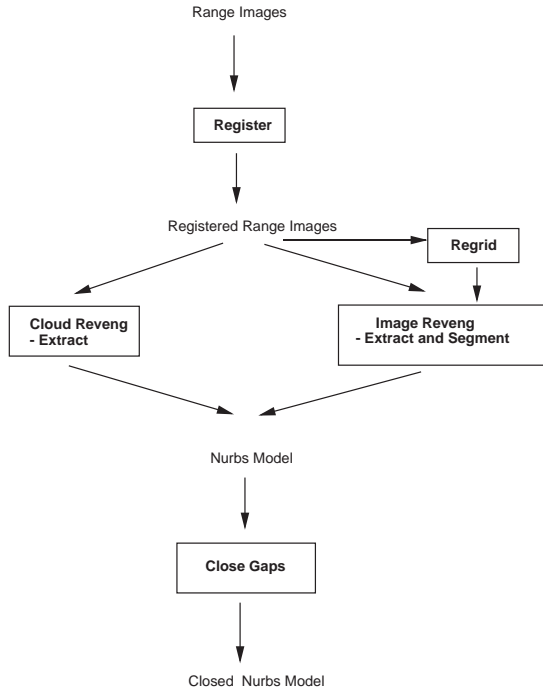 Range Images
Register
Registered Range Images
Regrid
Cloud Reveng
- Extract
Image Reveng
- Extract and Segment
Nurbs Model
Close Gaps
Closed Nurbs Model